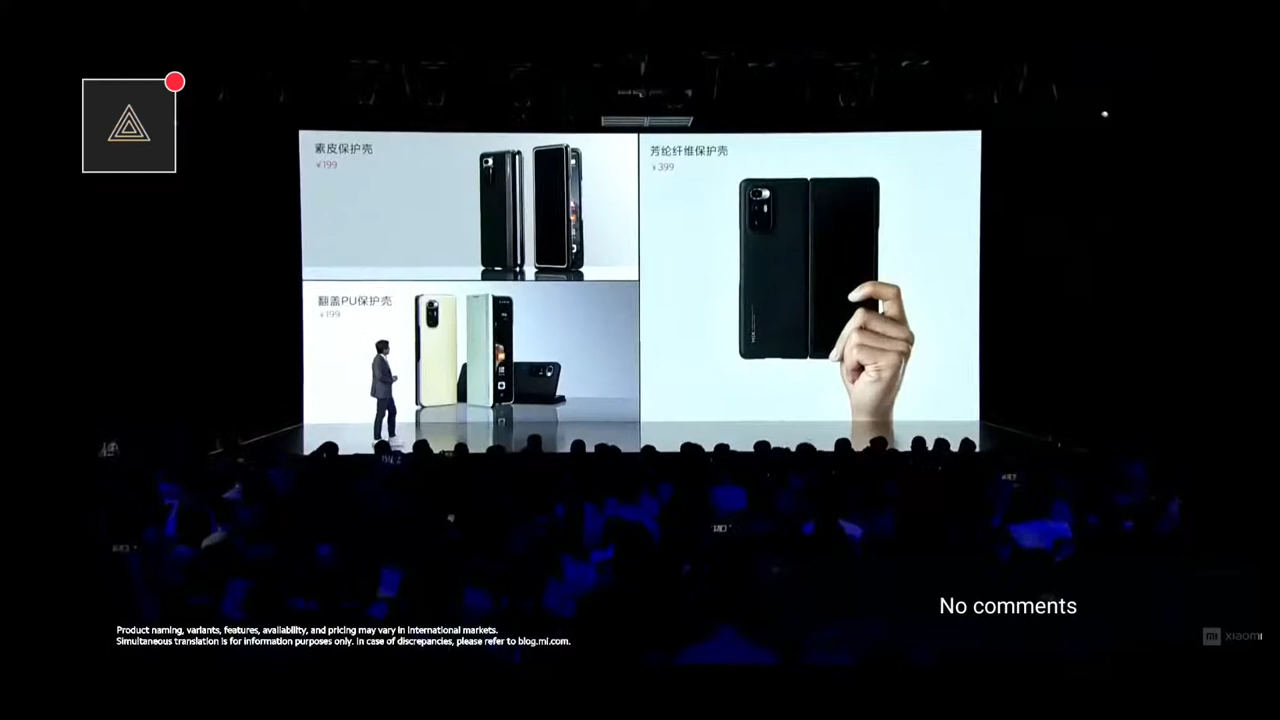 素皮保护壳
¥199
芳纶纤维保护壳
¥399
翻盖PU保护壳
¥199
No comments
Product naming, variants, features, availability, and pricing may vary in international markets.
Simultaneous translation is for information purposes only. In case of discrepancies, please refer to blog.mi.com.
mi xiaomi